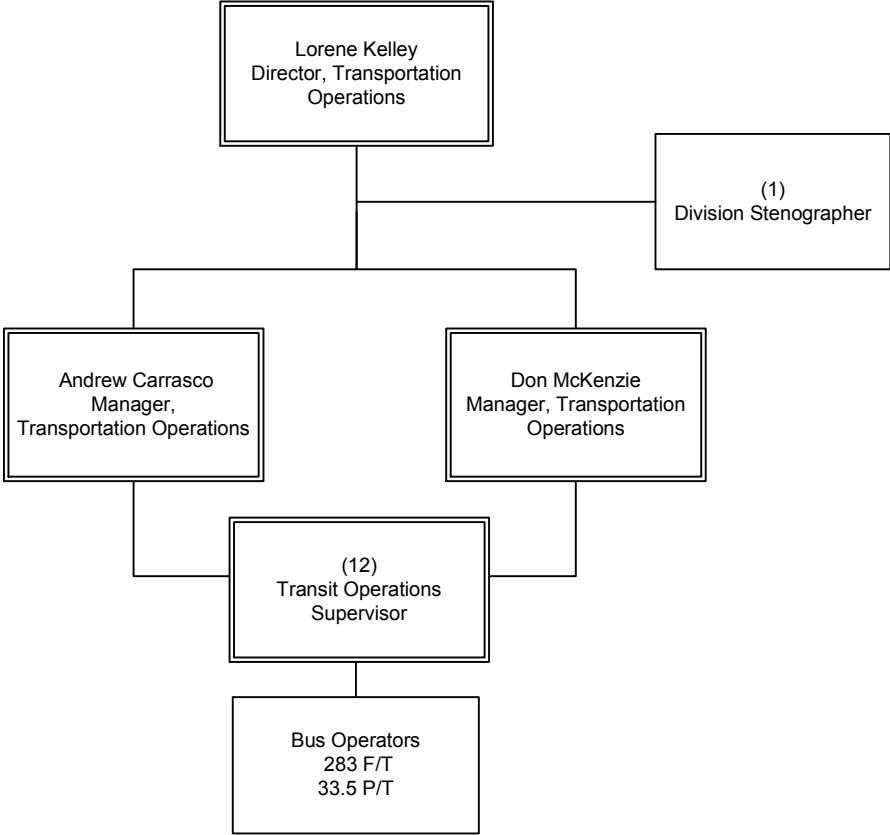 Lorene Kelley
Director, Transportation
Operations
(1)
Division Stenographer
Andrew Carrasco
Manager,
Transportation Operations
Don McKenzie
Manager, Transportation
Operations
(12)
Transit Operations
Supervisor
Bus Operators
283 F/T
33.5 P/T